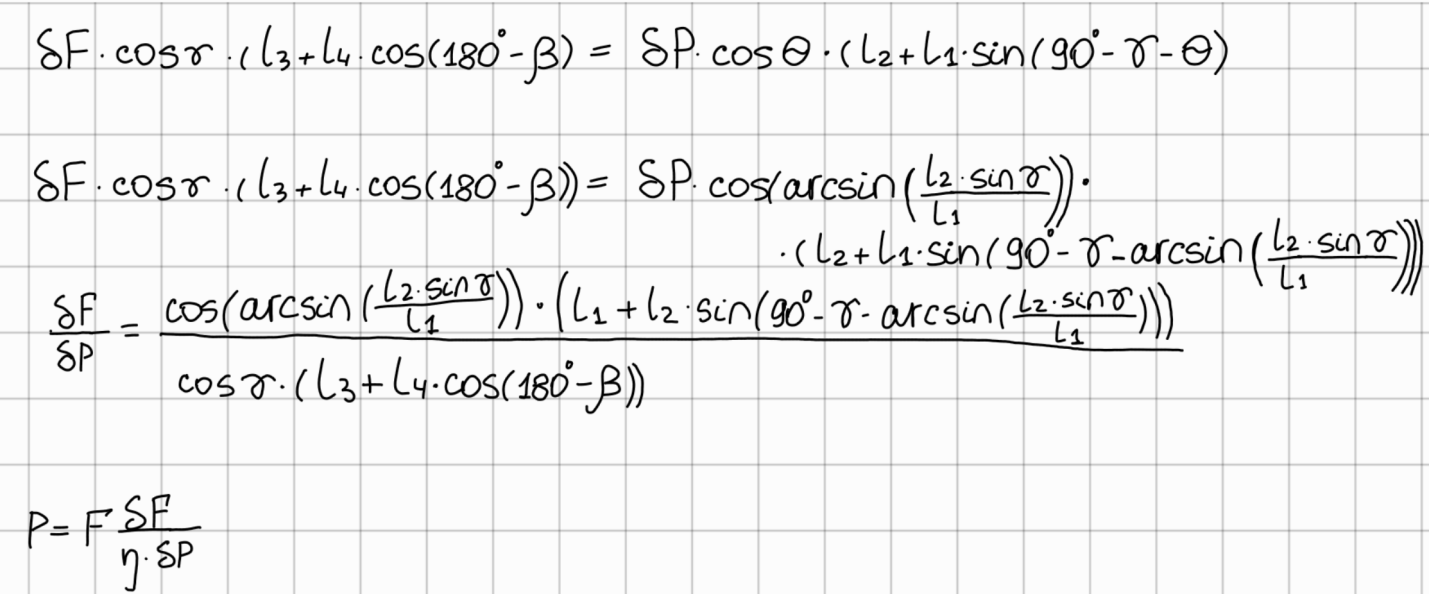 δF · cosγ · (L₃ + L₄ · cos(180° - β) = δP · cosθ · (L₂ + L₁ · sin(90° - γ - θ)
δF · cosγ · (L₃ + L₄ · cos(180° - β)) = δP · cos(arcsin(L₂ · sinγ / L₁)) ·
· (L₂ + L₁ · sin(90° - γ - arcsin(L₂ · sinγ / L₁)))
δF / δP = cos(arcsin(L₂ · sinγ / L₁)) · (L₁ + L₂ · sin(90° - γ - arcsin(L₂ · sinγ / L₁))) / cosγ · (L₃ + L₄ · cos(180° - β))
P = F δF / η · δP